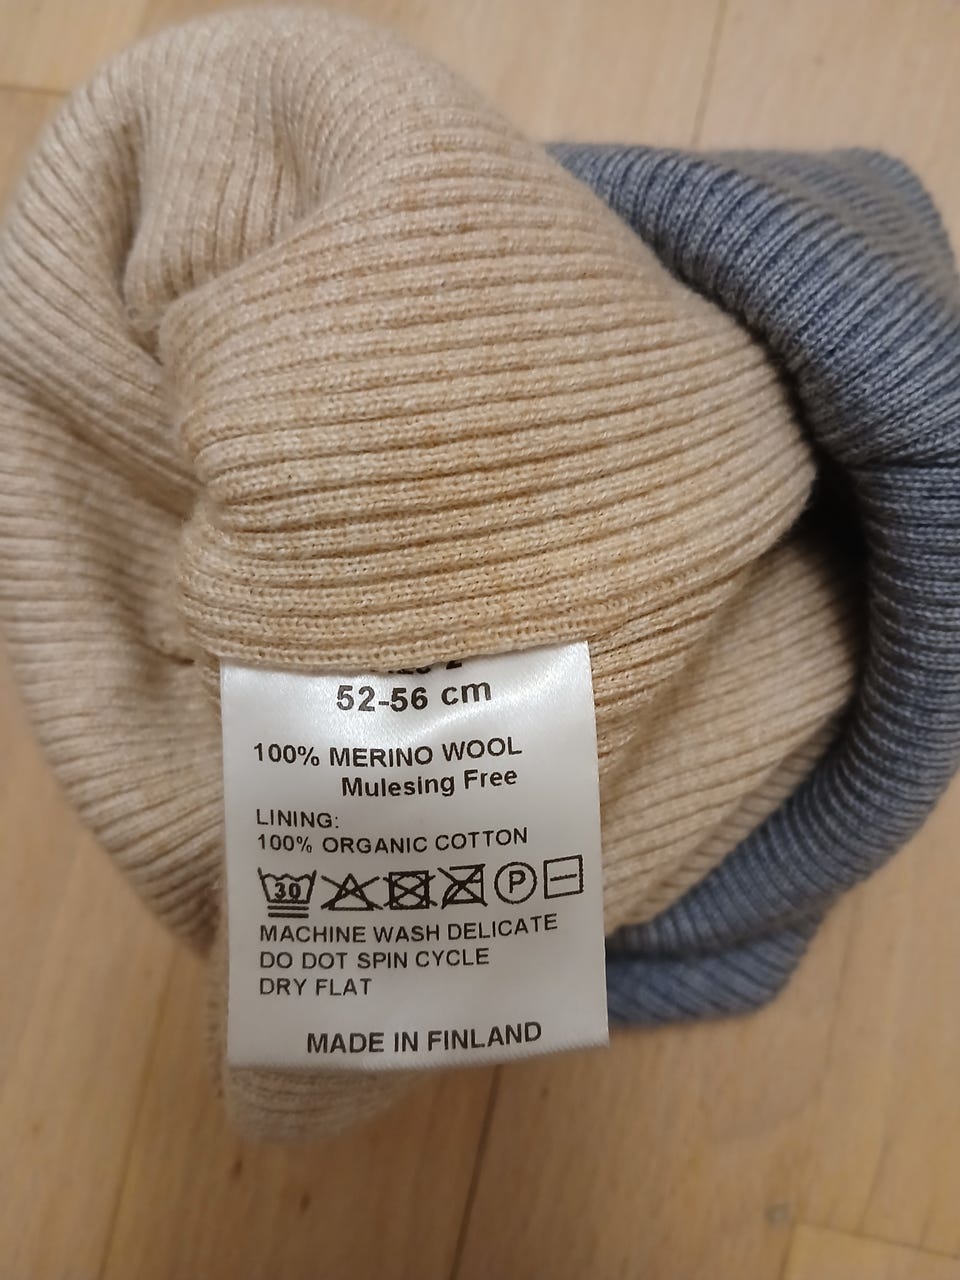 52-56 cm
100% MERINO WOOL
Mulesing Free
LINING:
100% ORGANIC COTTON
30 P
MACHINE WASH DELICATE
DO DOT SPIN CYCLE
DRY FLAT
MADE IN FINLAND